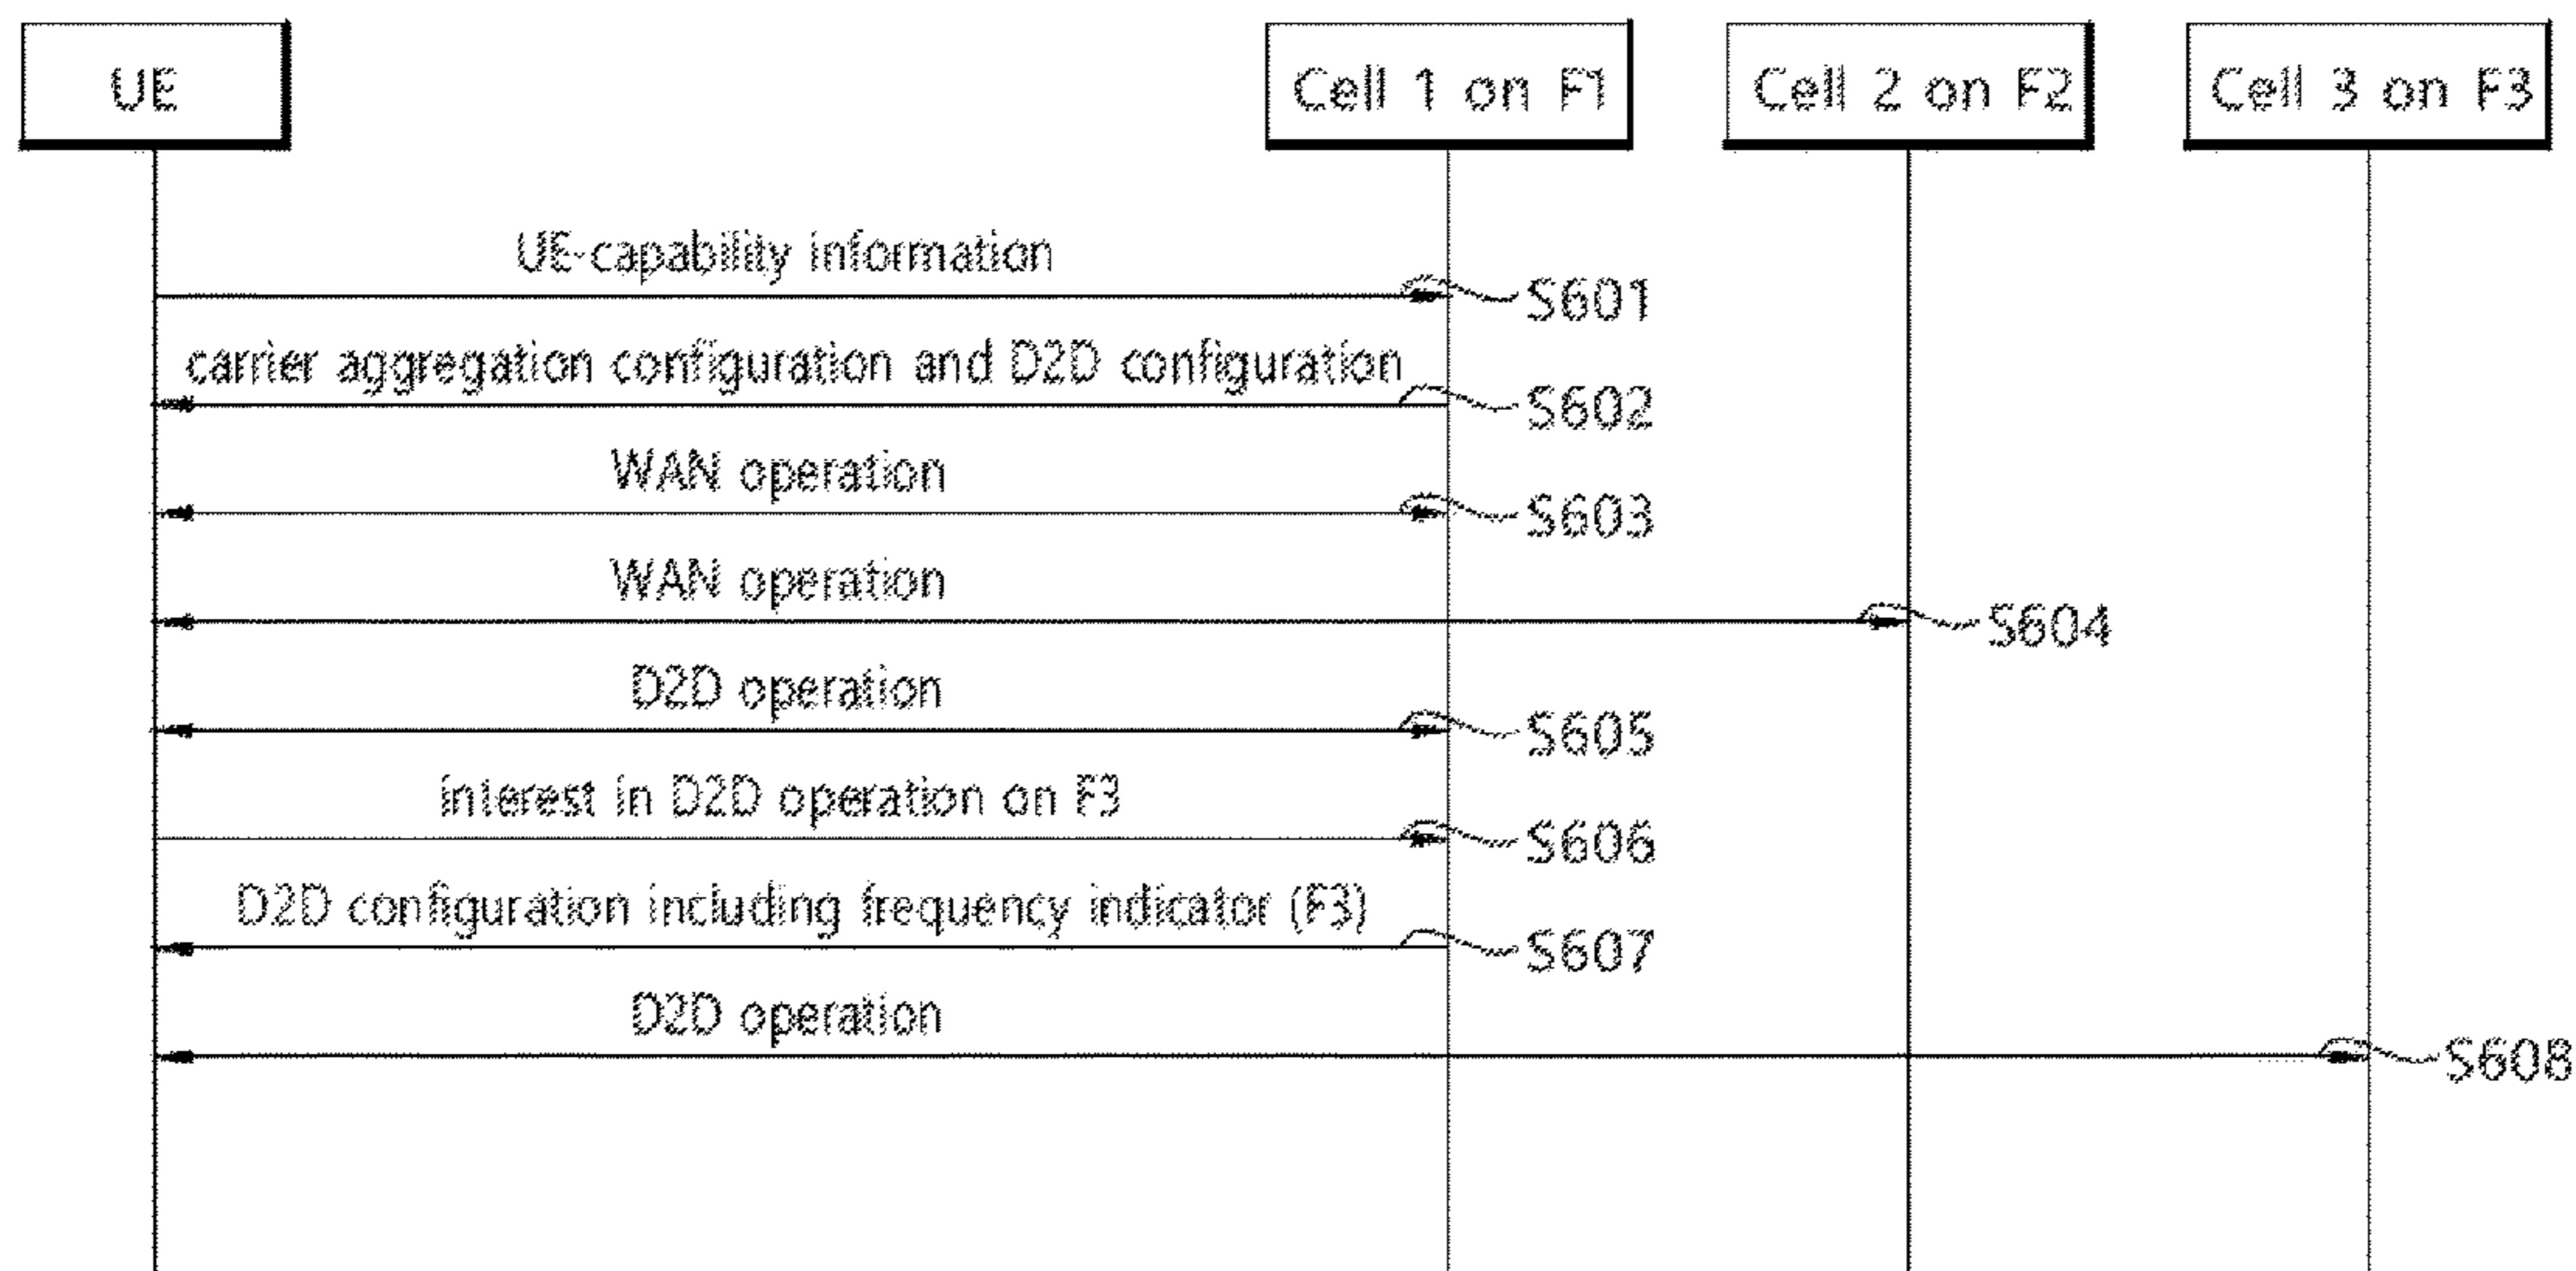 UE
Cell 1 on F1
Cell 2 on F2
Cell 3 on F3
UE-capability information
S601
carrier aggregation configuration and D2D configuration
S602
WAN operation
S603
WAN operation
S604
D2D operation
S605
interest in D2D operation on F3
S606
D2D configuration including frequency indicator (F3)
S607
D2D operation
S608